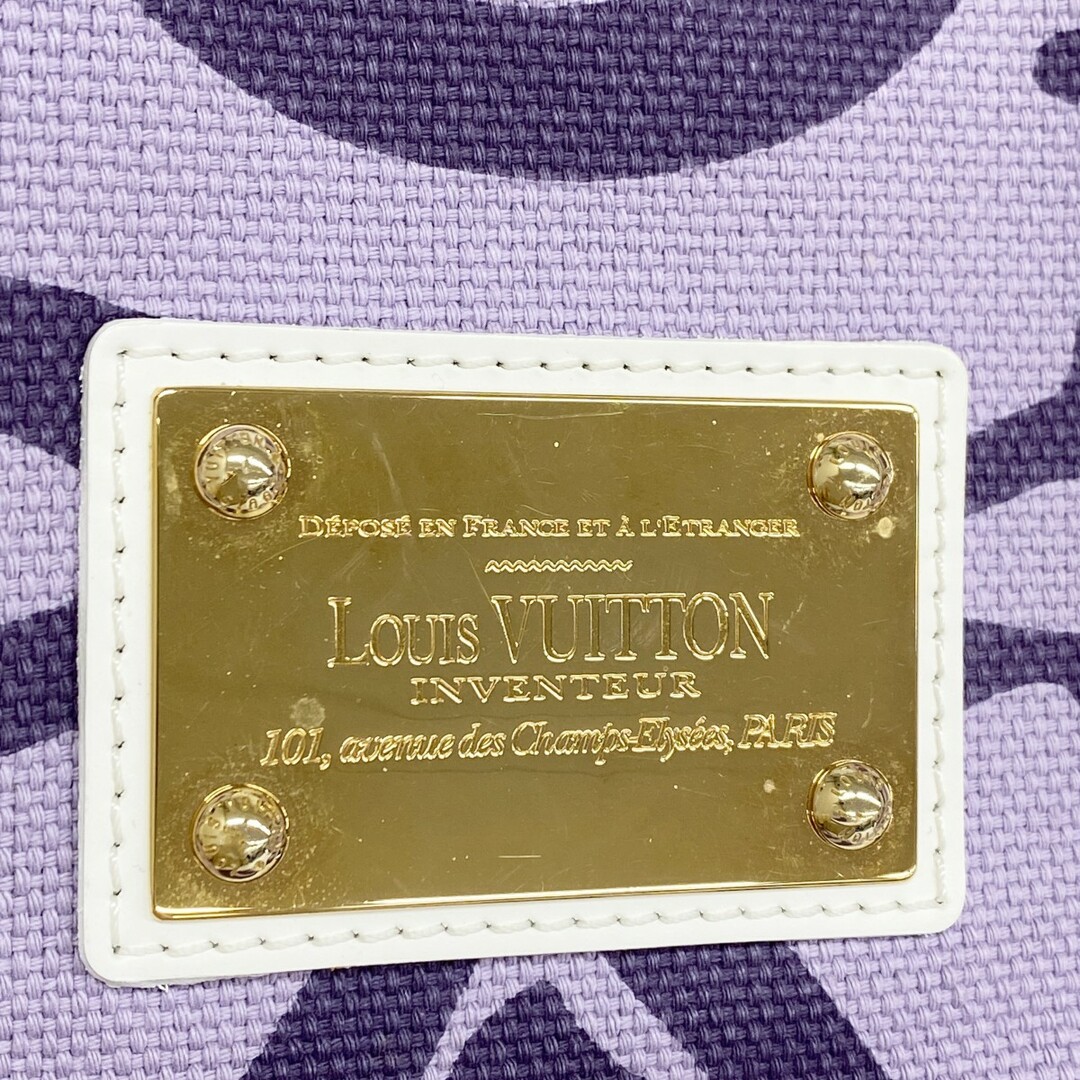 DÉPOSÉ EN FRANCE ET À L'ETRANGER
LOUIS VUITTON
INVENTEUR
101, avenue des Champs-Elysées, PARIS